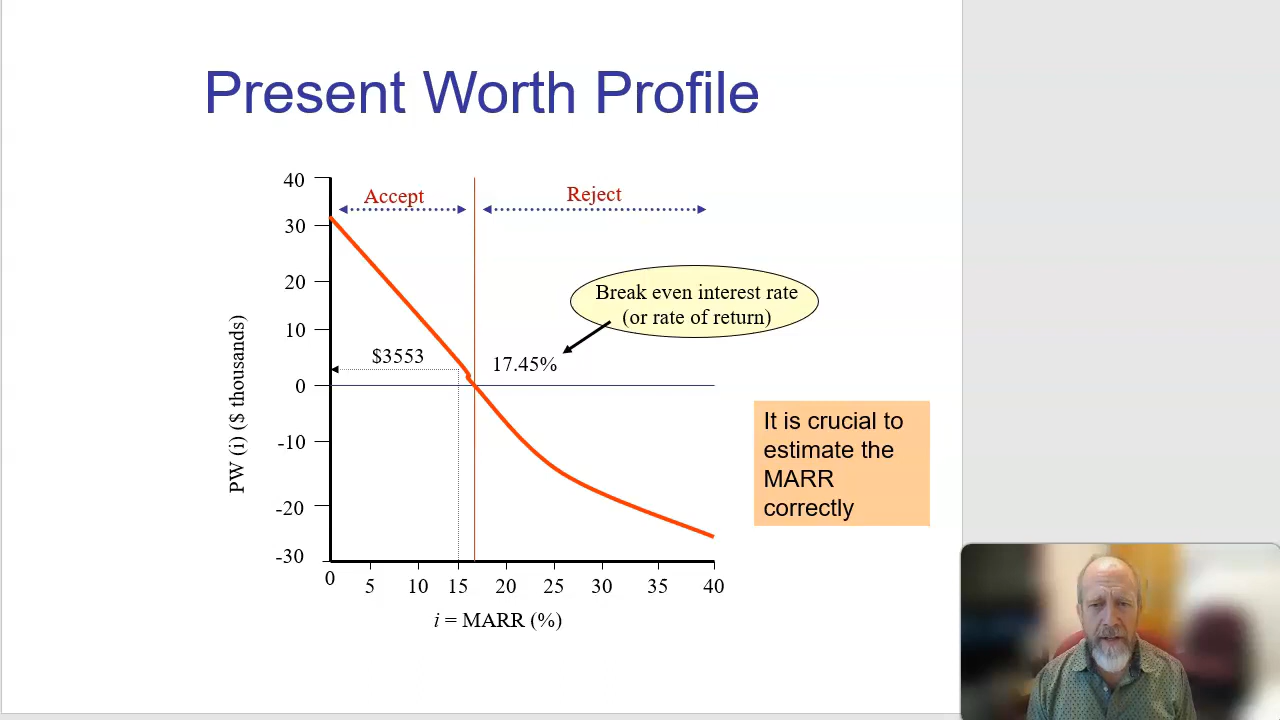 Present Worth Profile
Accept
Reject
40
30
20
10
0
-10
-20
-30
PW (i) ($ thousands)
$3553
17.45%
Break even interest rate
(or rate of return)
It is crucial to
estimate the
MARR
correctly
0 5 10 15 20 25 30 35 40
i = MARR (%)